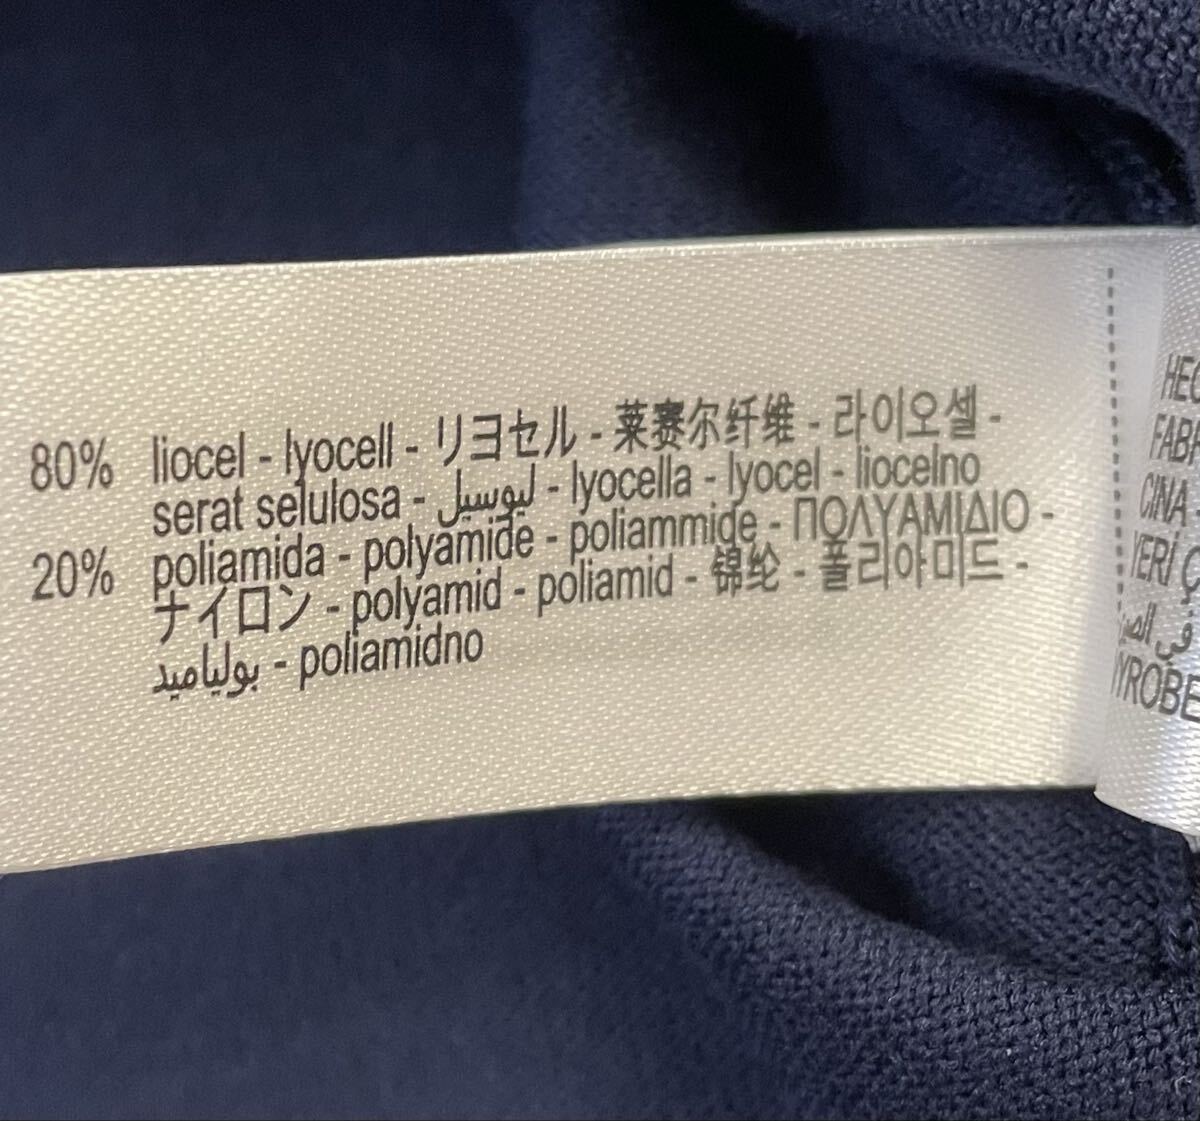 80% liocel - lyocell - リヨセル - 莱赛尔纤维 - 라이오셀 -
serat selulosa - ليوسيل - lyocella - lyocel - liocelno
20% poliamida - polyamide - poliammide - ΠΟΛΥΑΜΙΔΙΟ -
ナイロン - polyamid - poliamid - 锦纶 - 폴리아미드 -
بولياميد - poliamidno
CINA
YERİ